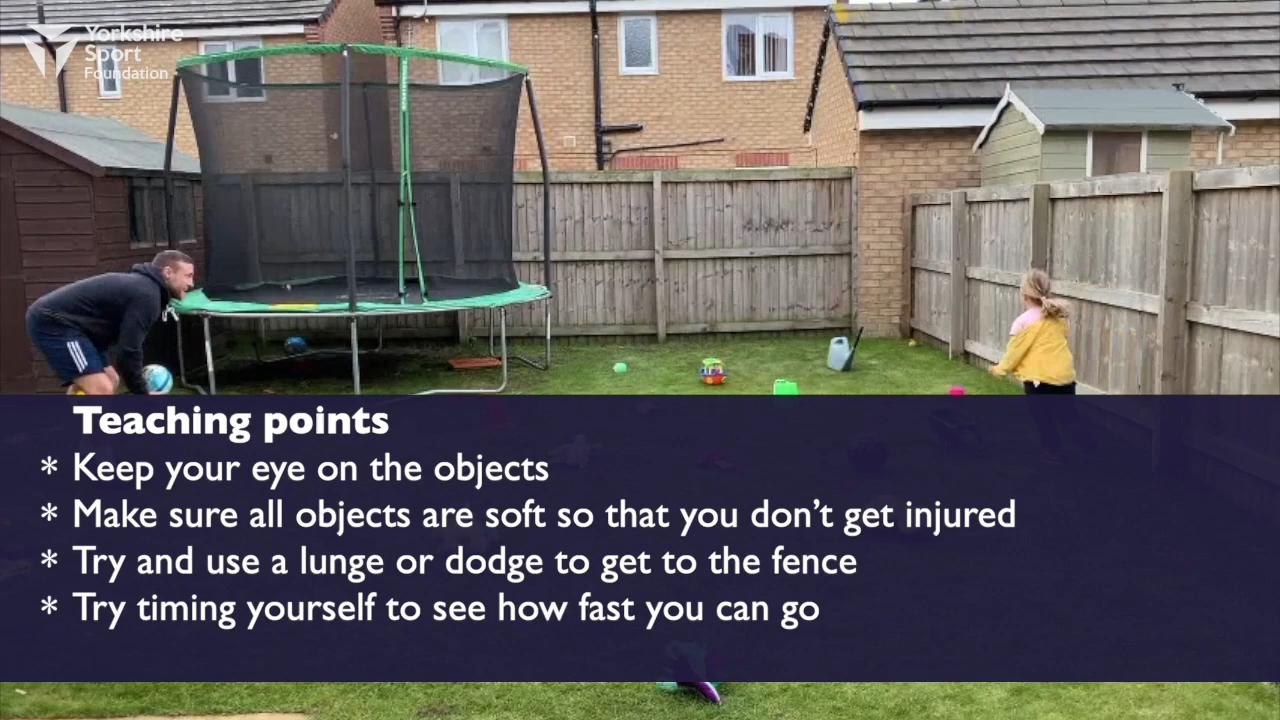 Yorkshire
Sport
Foundation
Teaching points
* Keep your eye on the objects
* Make sure all objects are soft so that you don't get injured
* Try and use a lunge or dodge to get to the fence
* Try timing yourself to see how fast you can go